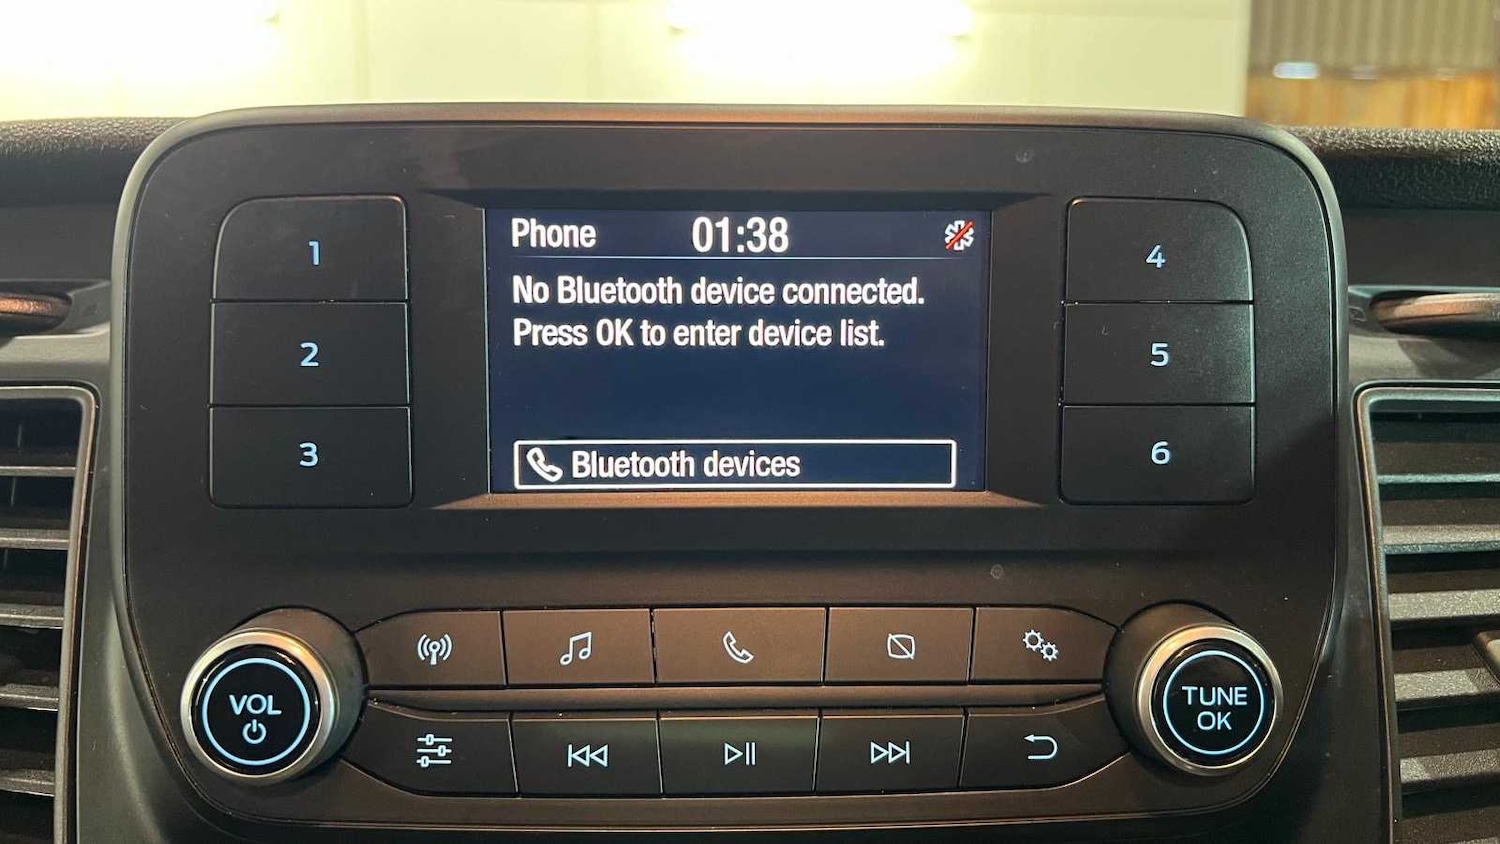 Phone 01:38
No Bluetooth device connected.
Press OK to enter device list.
Bluetooth devices
1
2
3
4
5
6
VOL
TUNE
OK